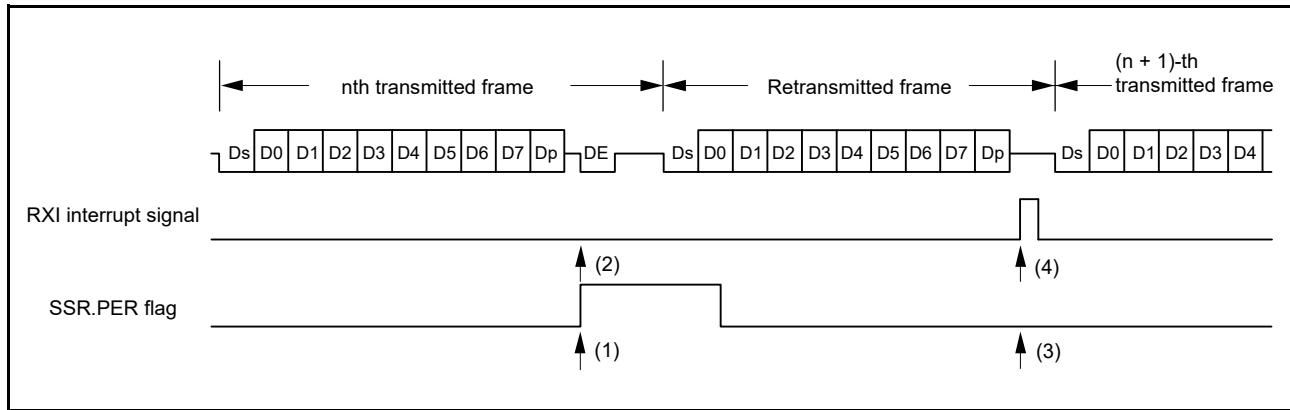 nth transmitted frame
Retransmitted frame
(n + 1)-th
transmitted frame
Ds D0 D1 D2 D3 D4 D5 D6 D7 Dp DE Ds D0 D1 D2 D3 D4 D5 D6 D7 Dp Ds D0 D1 D2 D3 D4
RXI interrupt signal
(2) (4)
SSR.PER flag
(1) (3)